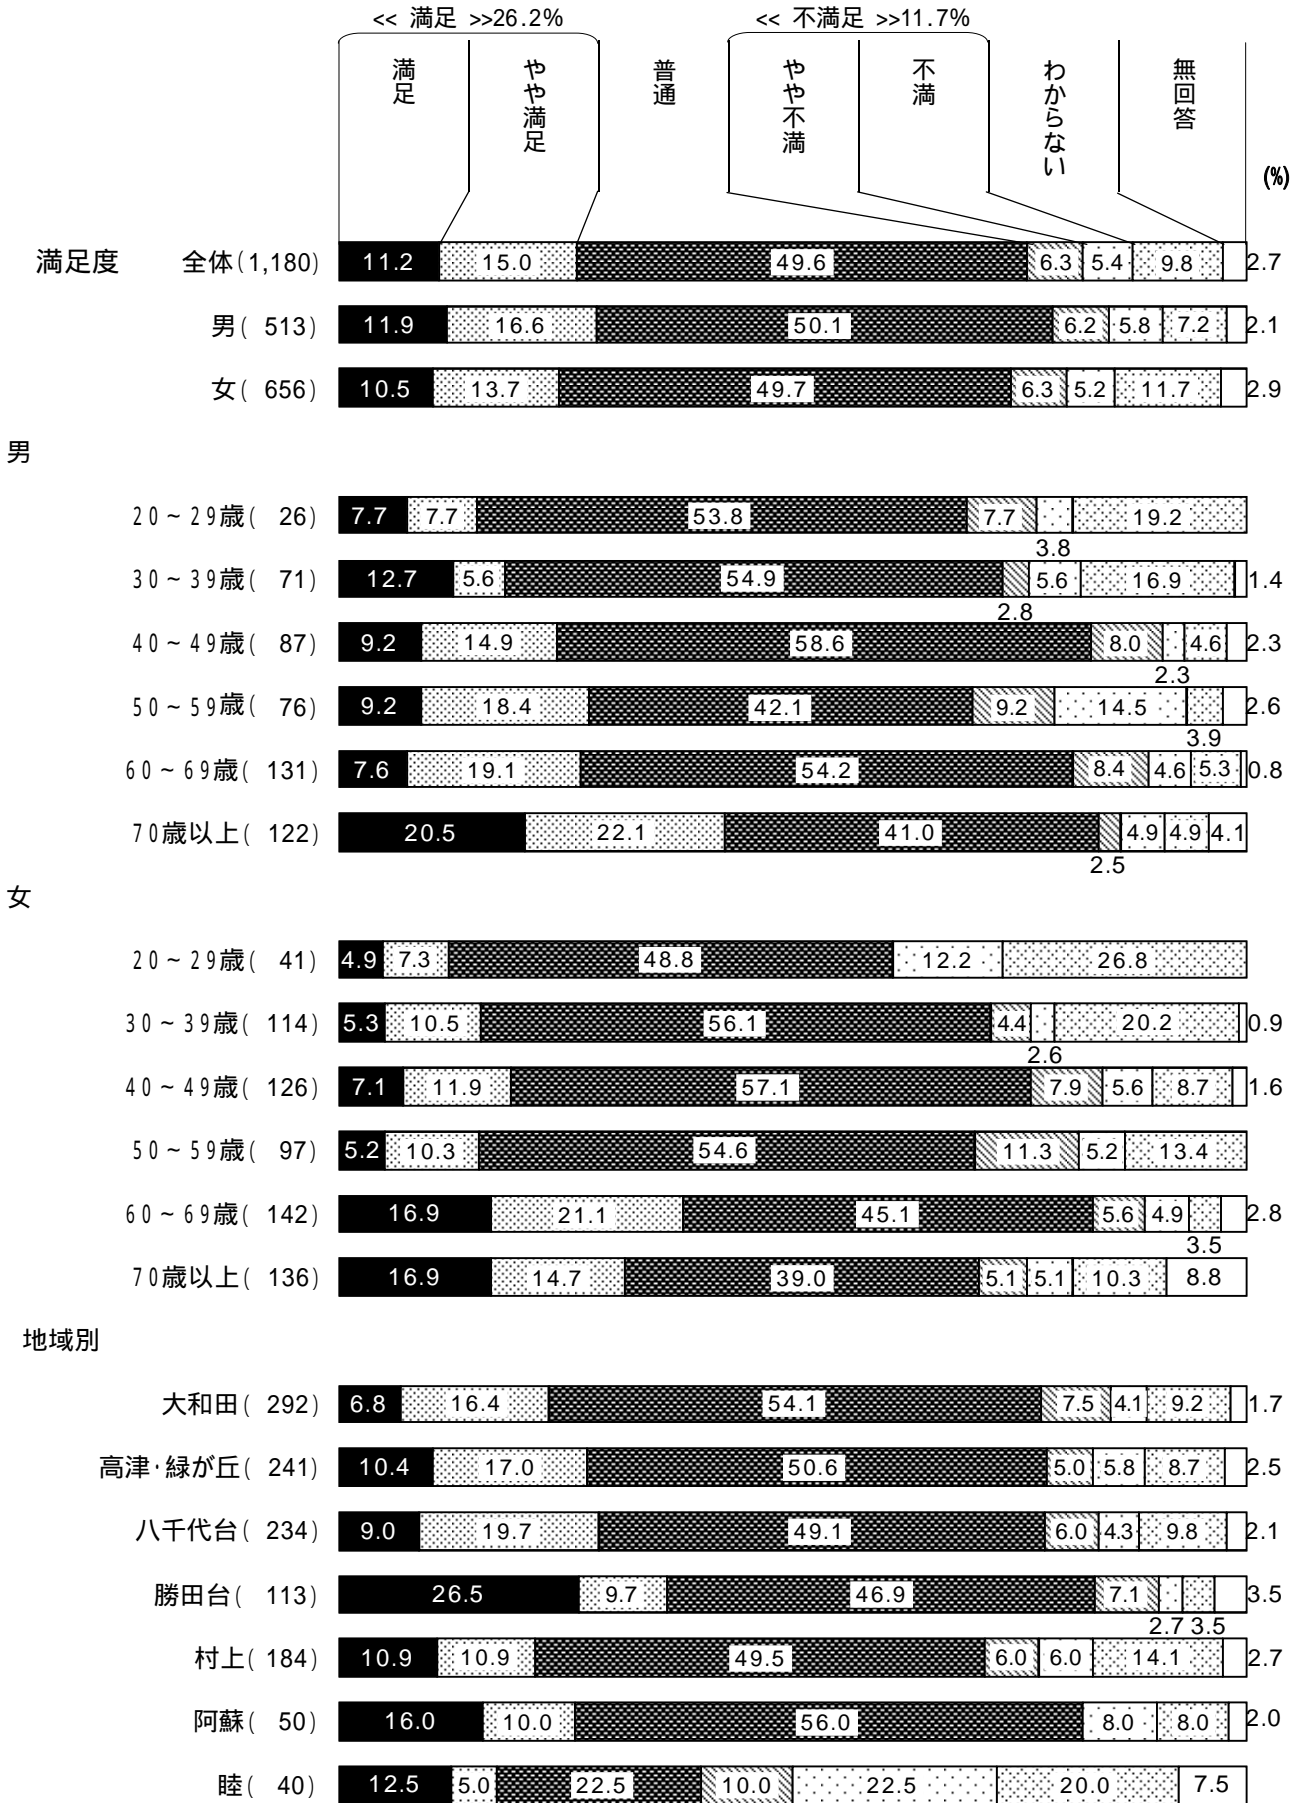 << 満足 >>26.2% << 不満足 >>11.7%
満足 やや満足 普通 やや不満 不満 わからない 無回答
(%)
満足度 全体(1,180) 11.2 15.0 49.6 6.3 5.4 9.8 2.7
男( 513) 11.9 16.6 50.1 6.2 5.8 7.2 2.1
女( 656) 10.5 13.7 49.7 6.3 5.2 11.7 2.9
男
20~29歳( 26) 7.7 7.7 53.8 7.7 19.2
3.8
30~39歳( 71) 12.7 5.6 54.9 5.6 16.9 1.4
2.8
40~49歳( 87) 9.2 14.9 58.6 8.0 4.6 2.3
2.3
50~59歳( 76) 9.2 18.4 42.1 9.2 14.5 2.6
3.9
60~69歳( 131) 7.6 19.1 54.2 8.4 4.6 5.3 0.8
70歳以上( 122) 20.5 22.1 41.0 4.9 4.9 4.1
2.5
女
20~29歳( 41) 4.9 7.3 48.8 12.2 26.8
30~39歳( 114) 5.3 10.5 56.1 4.4 20.2 0.9
2.6
40~49歳( 126) 7.1 11.9 57.1 7.9 5.6 8.7 1.6
50~59歳( 97) 5.2 10.3 54.6 11.3 5.2 13.4
60~69歳( 142) 16.9 21.1 45.1 5.6 4.9 2.8
3.5
70歳以上( 136) 16.9 14.7 39.0 5.1 5.1 10.3 8.8
地域別
大和田( 292) 6.8 16.4 54.1 7.5 4.1 9.2 1.7
高津･緑が丘( 241) 10.4 17.0 50.6 5.0 5.8 8.7 2.5
八千代台( 234) 9.0 19.7 49.1 6.0 4.3 9.8 2.1
勝田台( 113) 26.5 9.7 46.9 7.1 3.5
2.7 3.5
村上( 184) 10.9 10.9 49.5 6.0 6.0 14.1 2.7
阿蘇( 50) 16.0 10.0 56.0 8.0 8.0 2.0
睦( 40) 12.5 5.0 22.5 10.0 22.5 20.0 7.5